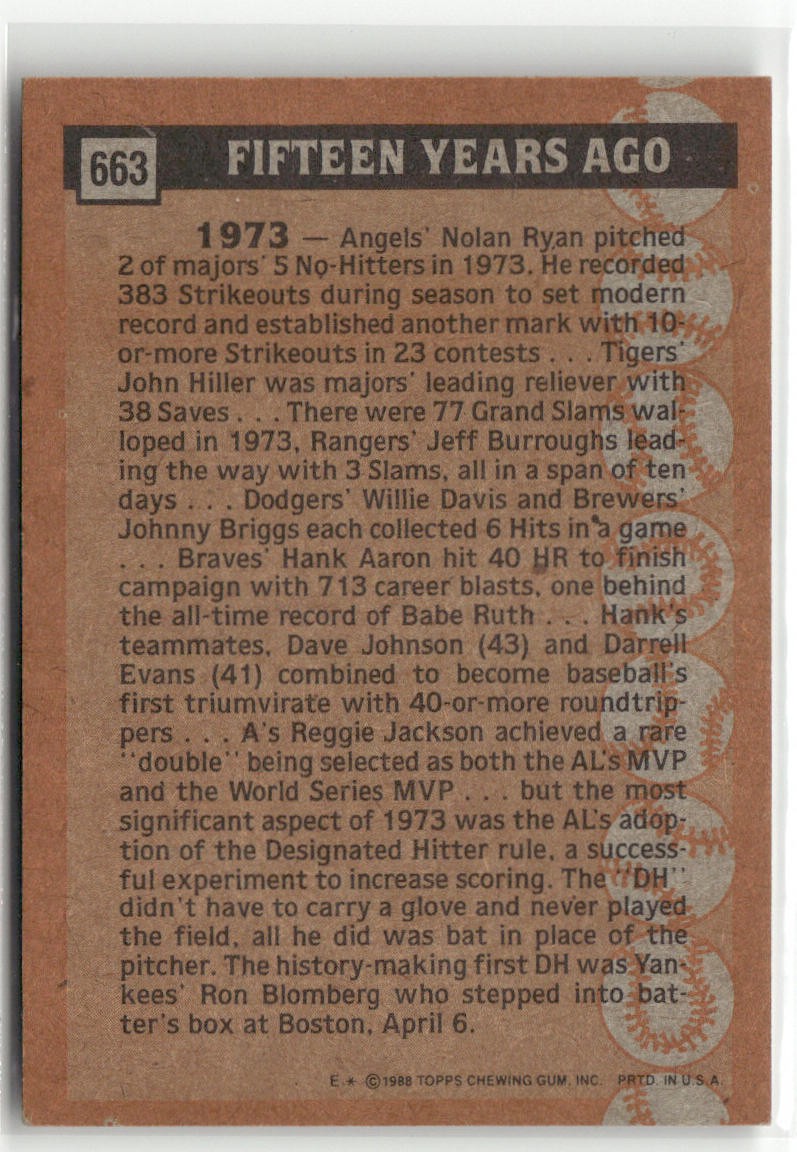 663 FIFTEEN YEARS AGO
1973 — Angels' Nolan Ryan pitched
2 of majors' 5 No-Hitters in 1973. He recorded
383 Strikeouts during season to set modern
record and established another mark with 10-
or-more Strikeouts in 23 contests . . . Tigers'
John Hiller was majors' leading reliever with
38 Saves . . . There were 77 Grand Slams wal-
loped in 1973, Rangers' Jeff Burroughs lead-
ing the way with 3 Slams, all in a span of ten
days . . . Dodgers' Willie Davis and Brewers'
Johnny Briggs each collected 6 Hits in a game
. . . Braves' Hank Aaron hit 40 HR to finish
campaign with 713 career blasts, one behind
the all-time record of Babe Ruth . . . Hank's
teammates, Dave Johnson (43) and Darrell
Evans (41) combined to become baseball's
first triumvirate with 40-or-more roundtrip-
pers . . . A's Reggie Jackson achieved a rare
"double" being selected as both the AL's MVP
and the World Series MVP . . . but the most
significant aspect of 1973 was the AL's adop-
tion of the Designated Hitter rule, a success-
ful experiment to increase scoring. The "DH"
didn't have to carry a glove and never played
the field, all he did was bat in place of the
pitcher. The history-making first DH was Yan-
kees' Ron Blomberg who stepped into bat-
ter's box at Boston, April 6.
E* ©1988 TOPPS CHEWING GUM, INC. PRTD. IN U.S.A.